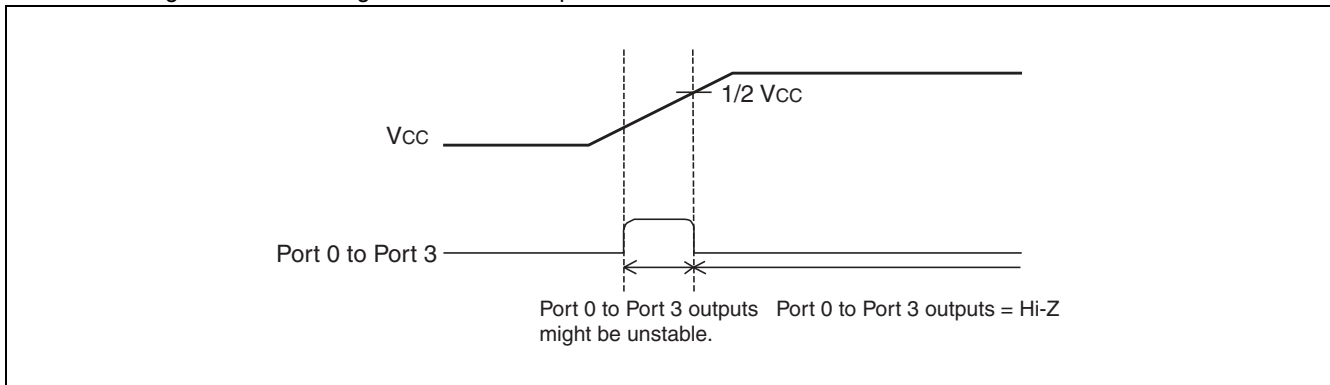 1/2 VCC
VCC
Port 0 to Port 3
Port 0 to Port 3 outputs
might be unstable.
Port 0 to Port 3 outputs = Hi-Z